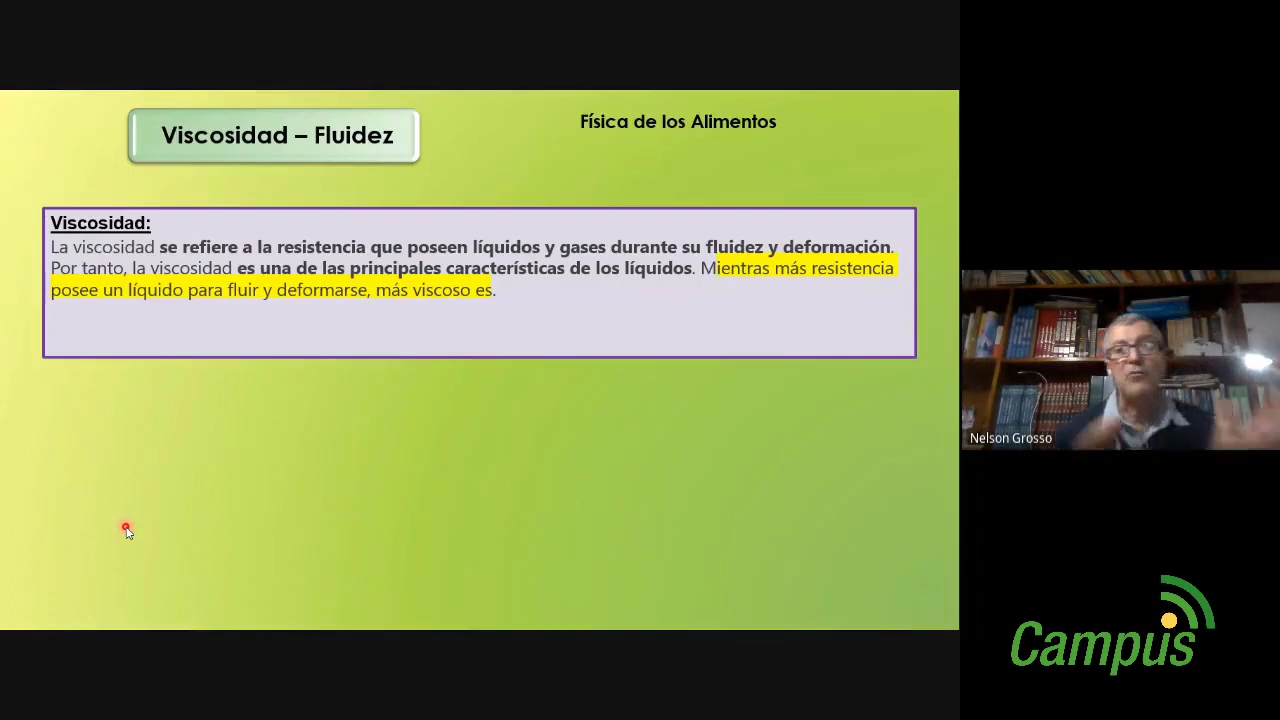 Viscosidad – Fluidez
Física de los Alimentos
Viscosidad:
La viscosidad se refiere a la resistencia que poseen líquidos y gases durante su fluidez y deformación.
Por tanto, la viscosidad es una de las principales características de los líquidos. Mientras más resistencia
posee un líquido para fluir y deformarse, más viscoso es.
Nelson Grosso
Campus